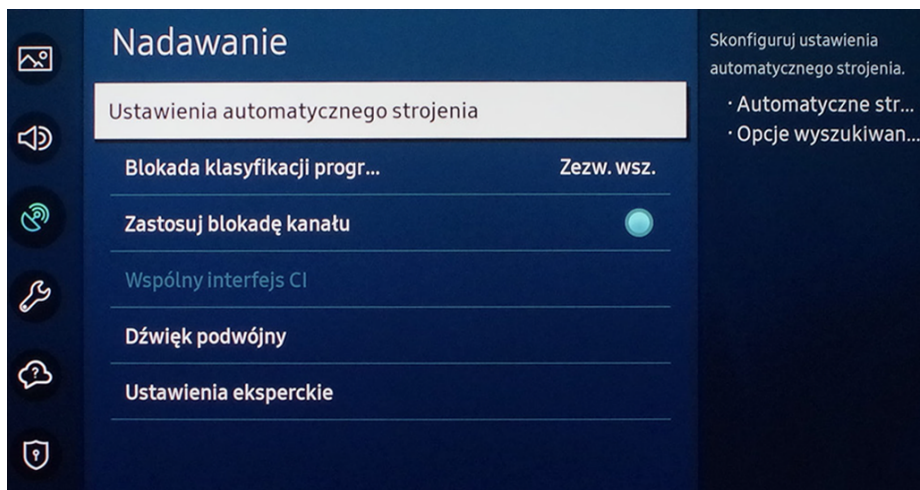 Nadawanie
Ustawienia automatycznego strojenia
Blokada klasyfikacji progr... Zezw. wsz.
Zastosuj blokadę kanału
Wspólny interfejs CI
Dźwięk podwójny
Ustawienia eksperckie
Skonfiguruj ustawienia
automatycznego strojenia.
· Automatyczne str...
· Opcje wyszukiwan...